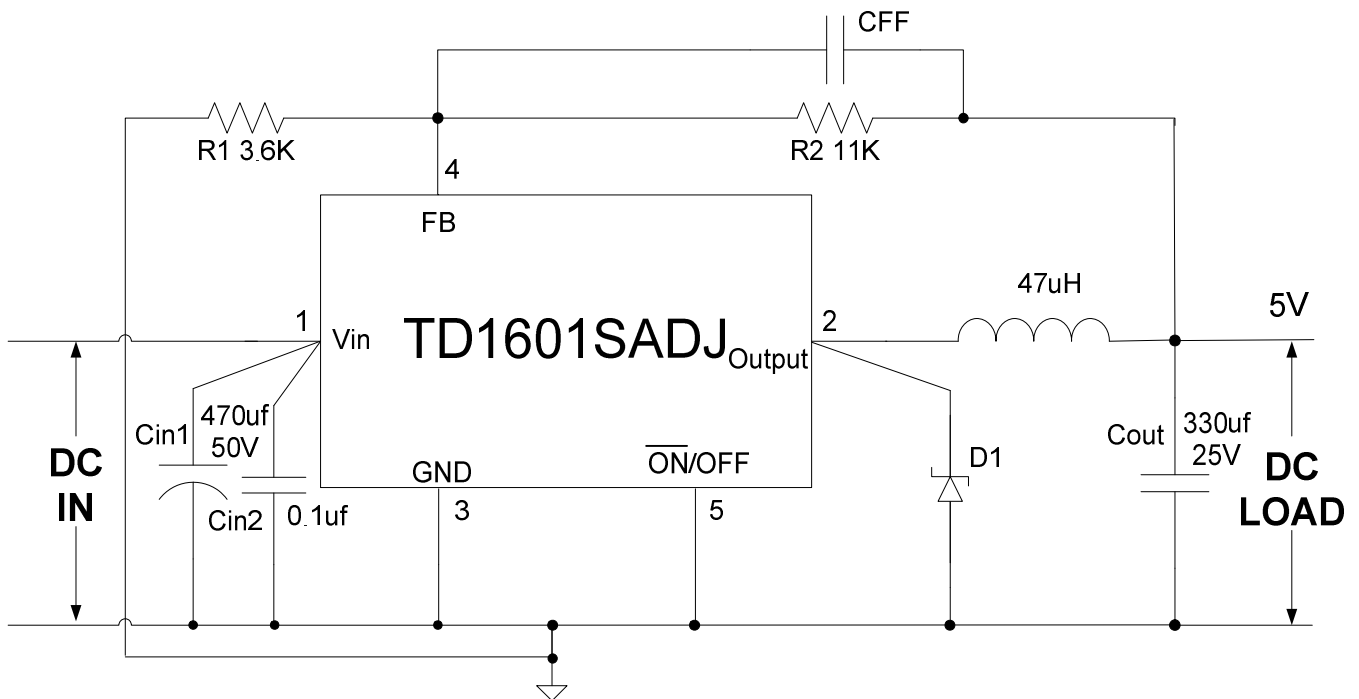 CFF
R1 3.6K
R2 11K
4
FB
47uH
5V
1
Vin
TD1601SADJ
Output
2
Cin1
470uf
50V
Cin2
0.1uf
GND
3
ON/OFF
5
D1
Cout
330uf
25V
DC
IN
DC
LOAD